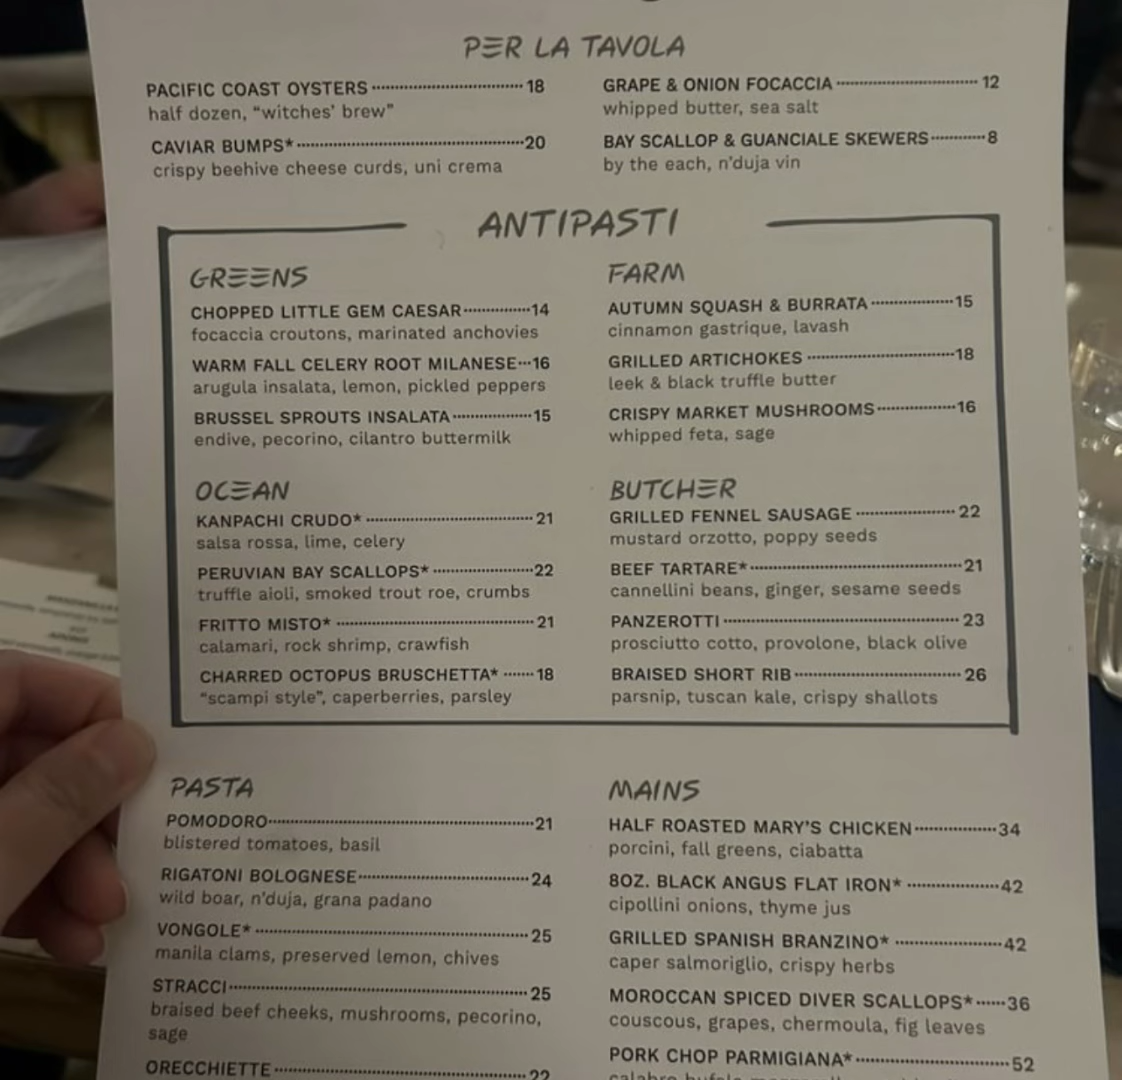 PER LA TAVOLA
PACIFIC COAST OYSTERS 18
half dozen, "witches' brew"
CAVIAR BUMPS* 20
crispy beehive cheese curds, uni crema
GRAPE & ONION FOCACCIA 12
whipped butter, sea salt
BAY SCALLOP & GUANCIALE SKEWERS 8
by the each, n'duja vin
ANTIPASTI
GREENS
CHOPPED LITTLE GEM CAESAR 14
focaccia croutons, marinated anchovies
WARM FALL CELERY ROOT MILANESE 16
arugula insalata, lemon, pickled peppers
BRUSSEL SPROUTS INSALATA 15
endive, pecorino, cilantro buttermilk
FARM
AUTUMN SQUASH & BURRATA 15
cinnamon gastrique, lavash
GRILLED ARTICHOKES 18
leek & black truffle butter
CRISPY MARKET MUSHROOMS 16
whipped feta, sage
OCEAN
KANPACHI CRUDO* 21
salsa rossa, lime, celery
PERUVIAN BAY SCALLOPS* 22
truffle aioli, smoked trout roe, crumbs
FRITTO MISTO* 21
calamari, rock shrimp, crawfish
CHARRED OCTOPUS BRUSCHETTA* 18
"scampi style", caperberries, parsley
BUTCHER
GRILLED FENNEL SAUSAGE 22
mustard orzotto, poppy seeds
BEEF TARTARE* 21
cannellini beans, ginger, sesame seeds
PANZEROTTI 23
prosciutto cotto, provolone, black olive
BRAISED SHORT RIB 26
parsnip, tuscan kale, crispy shallots
PASTA
POMODORO 21
blistered tomatoes, basil
RIGATONI BOLOGNESE 24
wild boar, n'duja, grana padano
VONGOLE* 25
manila clams, preserved lemon, chives
STRACCI 25
braised beef cheeks, mushrooms, pecorino,
sage
ORECCHIETTE 22
MAINS
HALF ROASTED MARY'S CHICKEN 34
porcini, fall greens, ciabatta
8OZ. BLACK ANGUS FLAT IRON* 42
cipollini onions, thyme jus
GRILLED SPANISH BRANZINO* 42
caper salmoriglio, crispy herbs
MOROCCAN SPICED DIVER SCALLOPS* 36
couscous, grapes, chermoula, fig leaves
PORK CHOP PARMIGIANA* 52